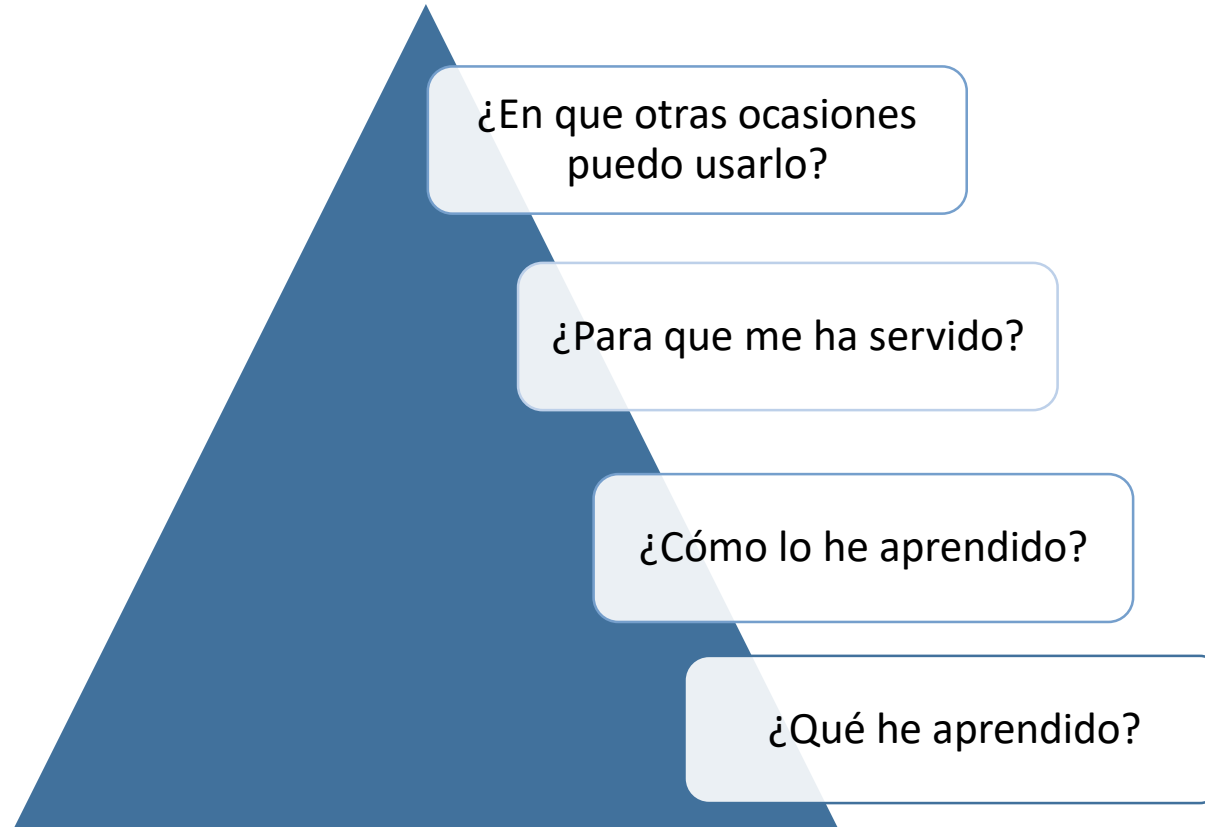 ¿En que otras ocasiones
puedo usarlo?
¿Para que me ha servido?
¿Cómo lo he aprendido?
¿Qué he aprendido?